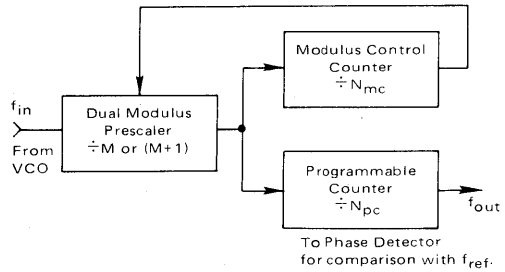 Modulus Control
Counter
÷N_mc
f_in
From
VCO
Dual Modulus
Prescaler
÷M or (M+1)
Programmable
Counter
÷N_pc
f_out
To Phase Detector
for comparison with f_ref.